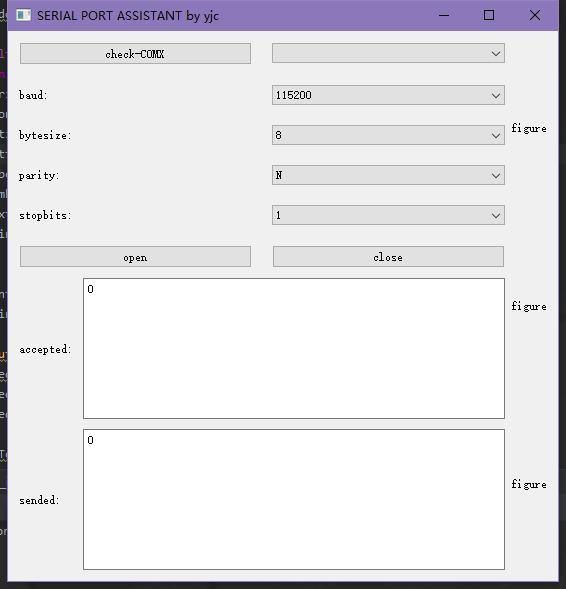 SERIAL PORT ASSISTANT by yjc
check-COMX
baud:
115200
bytesize:
8
figure
parity:
N
stopbits:
1
open
close
0
figure
accepted:
0
figure
sended: